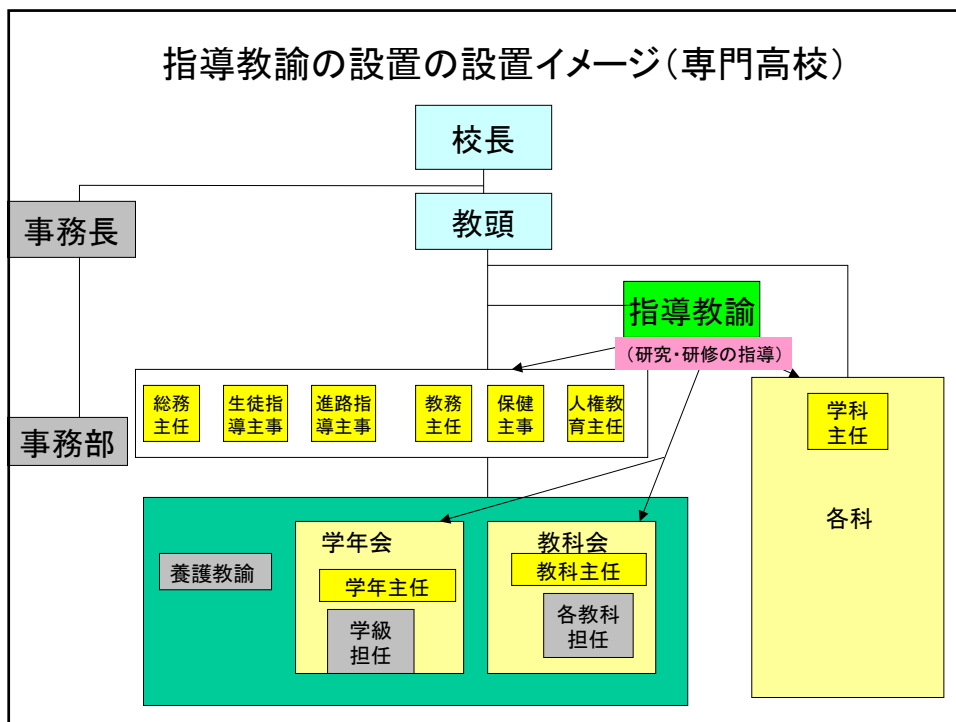 指導教諭の設置の設置イメージ（専門高校）
校長
事務長
教頭
指導教諭
（研究・研修の指導）
総務
主任
生徒指
導主事
進路指
導主事
教務
主任
保健
主事
人権教
育主任
学科
主任
事務部
各科
学年会
教科会
養護教諭
学年主任
教科主任
学級
担任
各教科
担任